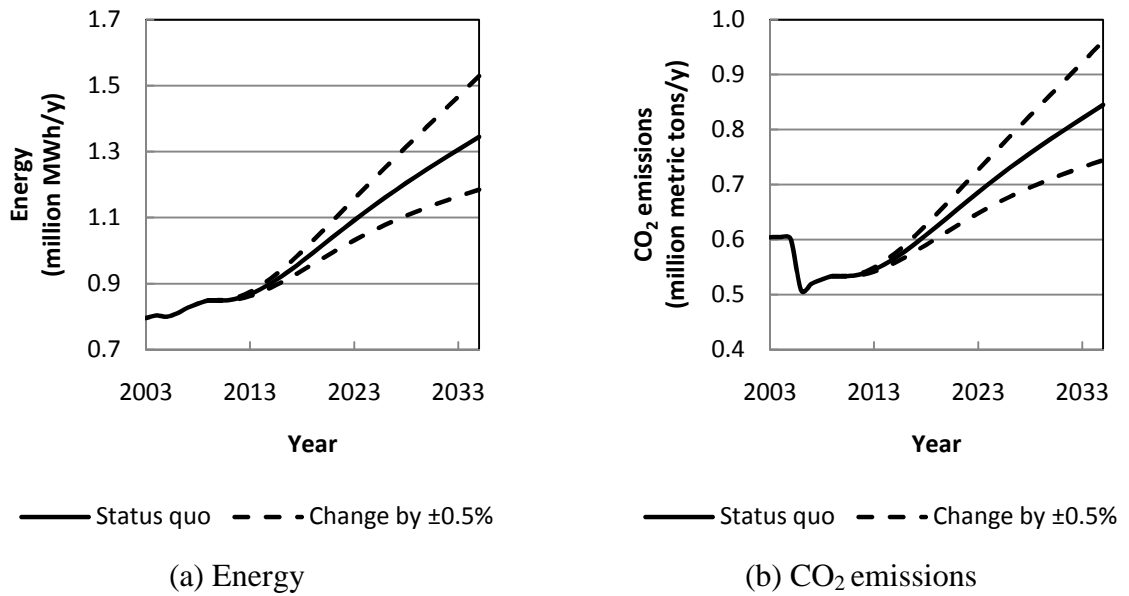 Energy
(million MWh/y)
1.7
1.5
1.3
1.1
0.9
0.7
2003 2013 2023 2033
Year
Status quo Change by ±0.5%
(a) Energy
CO₂ emissions
(million metric tons/y)
1.0
0.9
0.8
0.7
0.6
0.5
0.4
2003 2013 2023 2033
Year
Status quo Change by ±0.5%
(b) CO₂ emissions